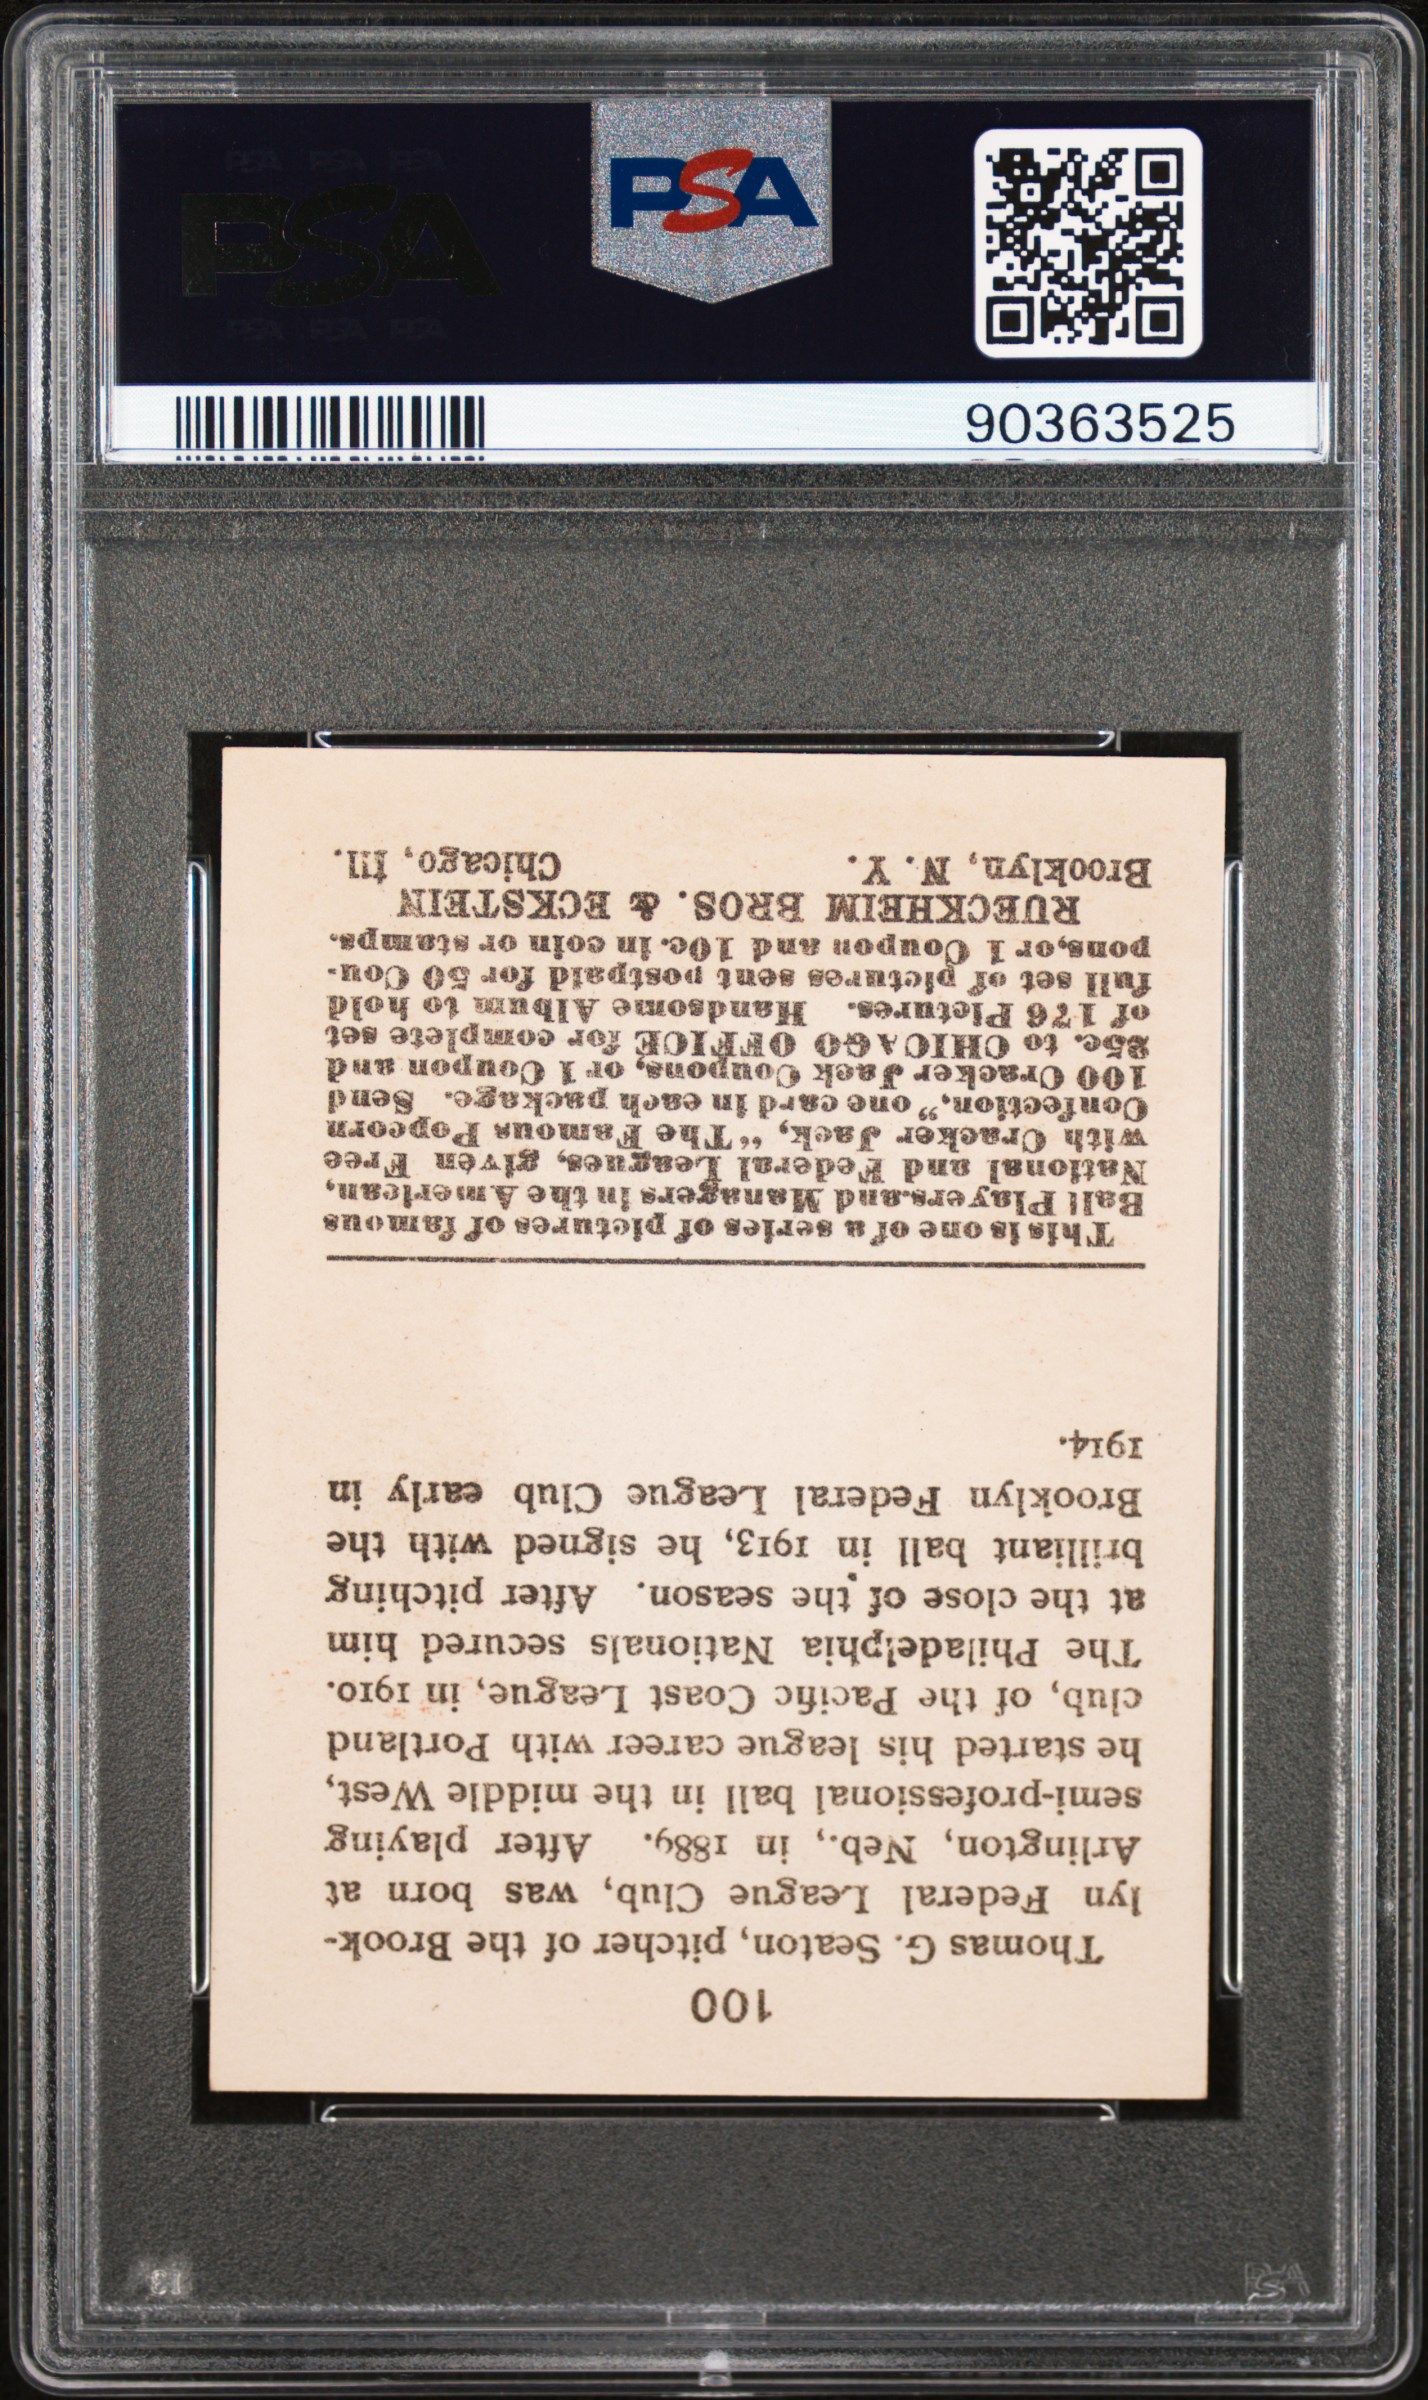 PSA
PSA
90363525
100
Thomas G. Seaton, pitcher of the Brook-
lyn Federal League Club, was born at
Arlington, Neb., in 1889. After playing
semi-professional ball in the middle West,
he started his league career with Portland
club, of the Pacific Coast League, in 1910.
The Philadelphia Nationals secured him
at the close of the season. After pitching
brilliant ball in 1913, he signed with the
Brooklyn Federal League Club early in
1914.
This is one of a series of pictures of famous
Ball Players and Managers in the American,
National and Federal Leagues, given Free
with Cracker Jack, "The Famous Popcorn
Confection," one card in each package. Send
100 Cracker Jack Coupons, or 1 Coupon and
25c. to CHICAGO OFFICE for complete set
of 176 Pictures. Handsome Album to hold
full set of pictures sent postpaid for 50 Cou-
pons, or 1 Coupon and 10c. in coin or stamps.
RUECKHEIM BROS. & ECKSTEIN
Brooklyn, N. Y. Chicago, Ill.
PSA